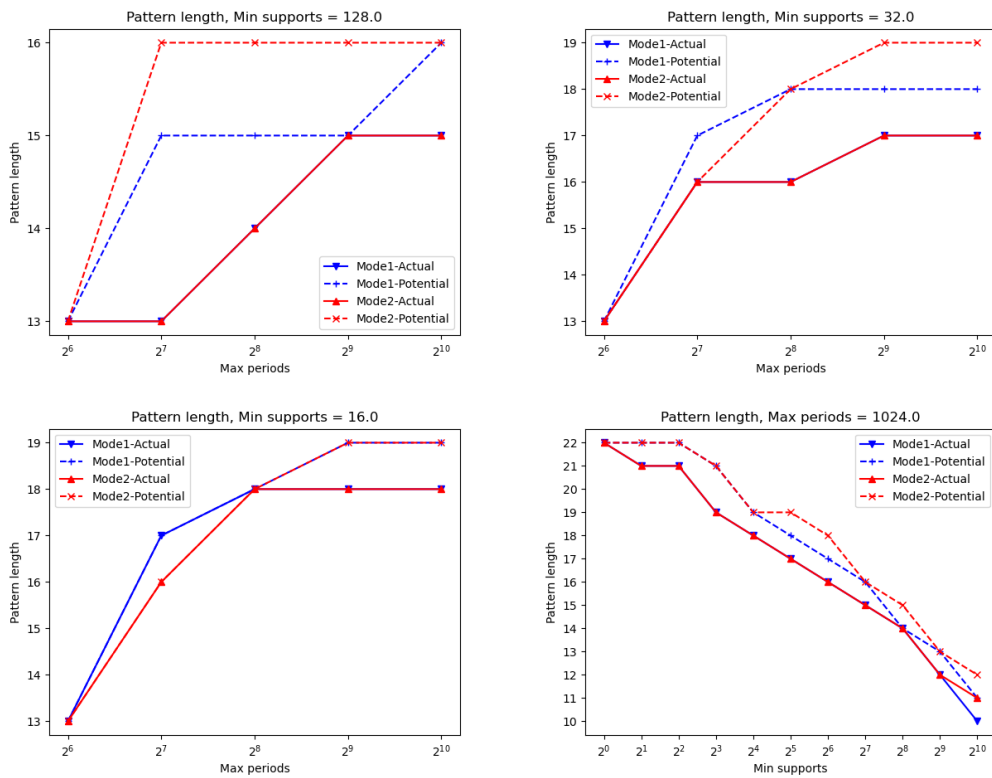 Pattern length, Min supports = 128.0
16
15
14
13
Pattern length
Mode1-Actual
Mode1-Potential
Mode2-Actual
Mode2-Potential
2^6
2^7
2^8
2^9
2^10
Max periods
Pattern length, Min supports = 32.0
19
18
17
16
15
14
13
Pattern length
Mode1-Actual
Mode1-Potential
Mode2-Actual
Mode2-Potential
2^6
2^7
2^8
2^9
2^10
Max periods
Pattern length, Min supports = 16.0
19
18
17
16
15
14
13
Pattern length
Mode1-Actual
Mode1-Potential
Mode2-Actual
Mode2-Potential
2^6
2^7
2^8
2^9
2^10
Max periods
Pattern length, Max periods = 1024.0
22
21
20
19
18
17
16
15
14
13
12
11
10
Pattern length
Mode1-Actual
Mode1-Potential
Mode2-Actual
Mode2-Potential
2^0
2^1
2^2
2^3
2^4
2^5
2^6
2^7
2^8
2^9
2^10
Min supports